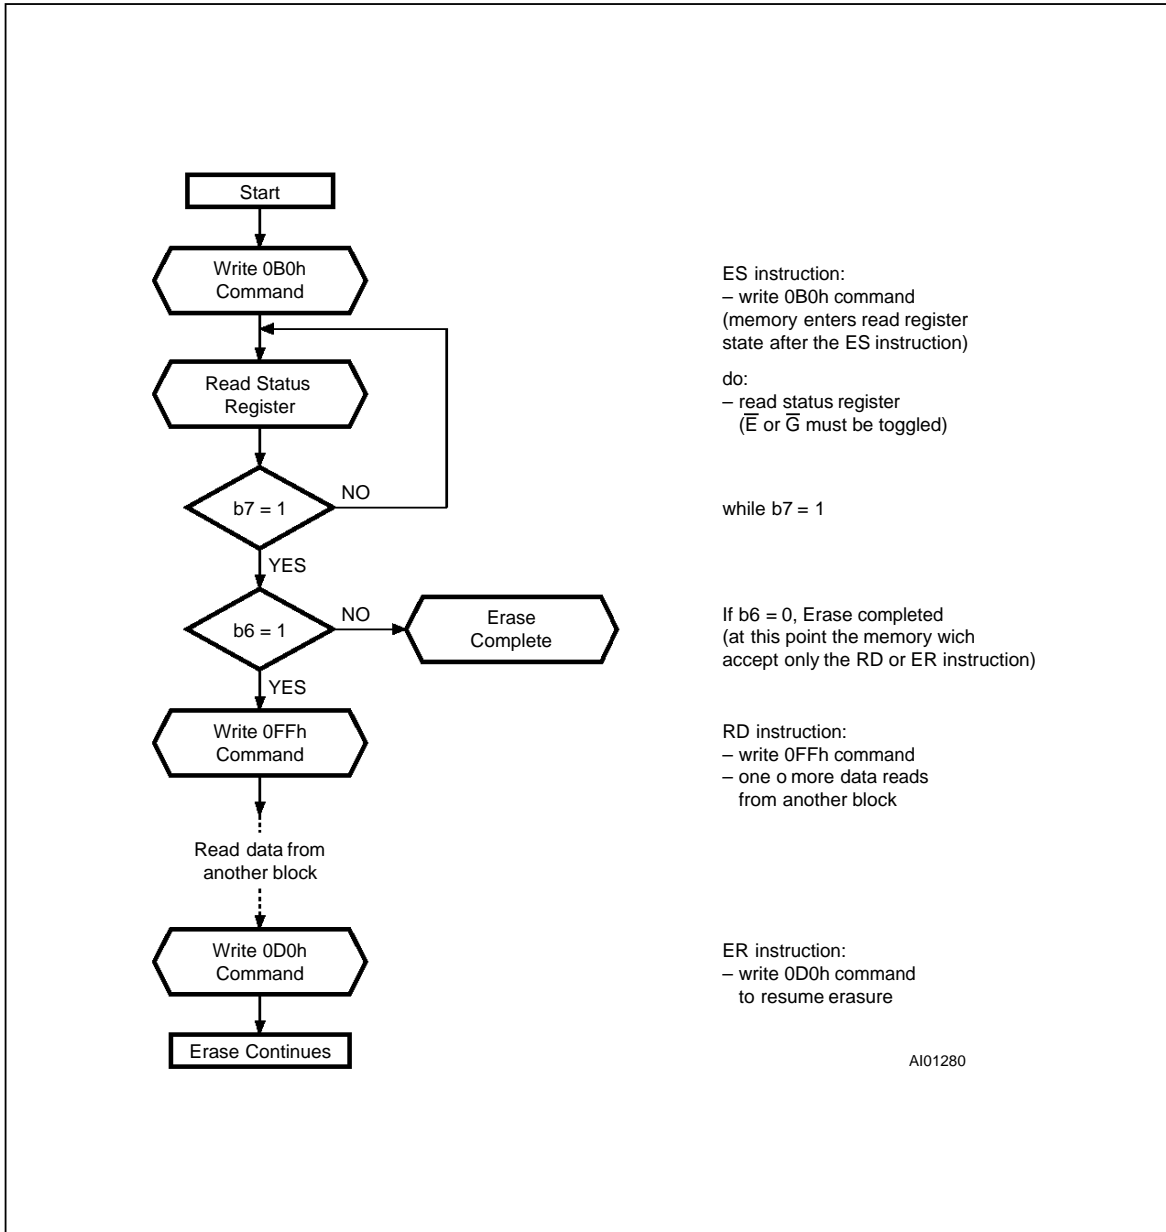 Start
Write 0B0h
Command
Read Status
Register
b7 = 1
NO
YES
b6 = 1
NO
Erase
Complete
YES
Write 0FFh
Command
Read data from
another block
Write 0D0h
Command
Erase Continues
ES instruction:
– write 0B0h command
(memory enters read register
state after the ES instruction)
do:
– read status register
(E̅ or G̅ must be toggled)
while b7 = 1
If b6 = 0, Erase completed
(at this point the memory wich
accept only the RD or ER instruction)
RD instruction:
– write 0FFh command
– one o more data reads
from another block
ER instruction:
– write 0D0h command
to resume erasure
AI01280